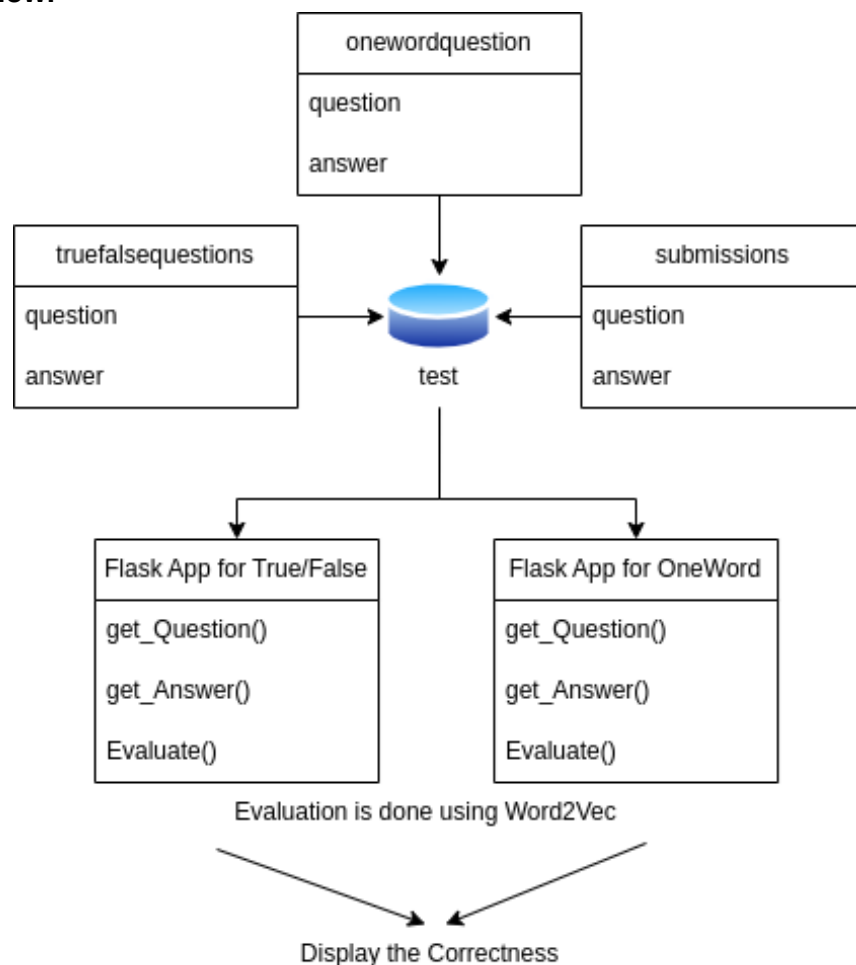 onewordquestion
question
answer
truefalsequestions
question
answer
submissions
question
answer
test
Flask App for True/False
get_Question()
get_Answer()
Evaluate()
Flask App for OneWord
get_Question()
get_Answer()
Evaluate()
Evaluation is done using Word2Vec
Display the Correctness